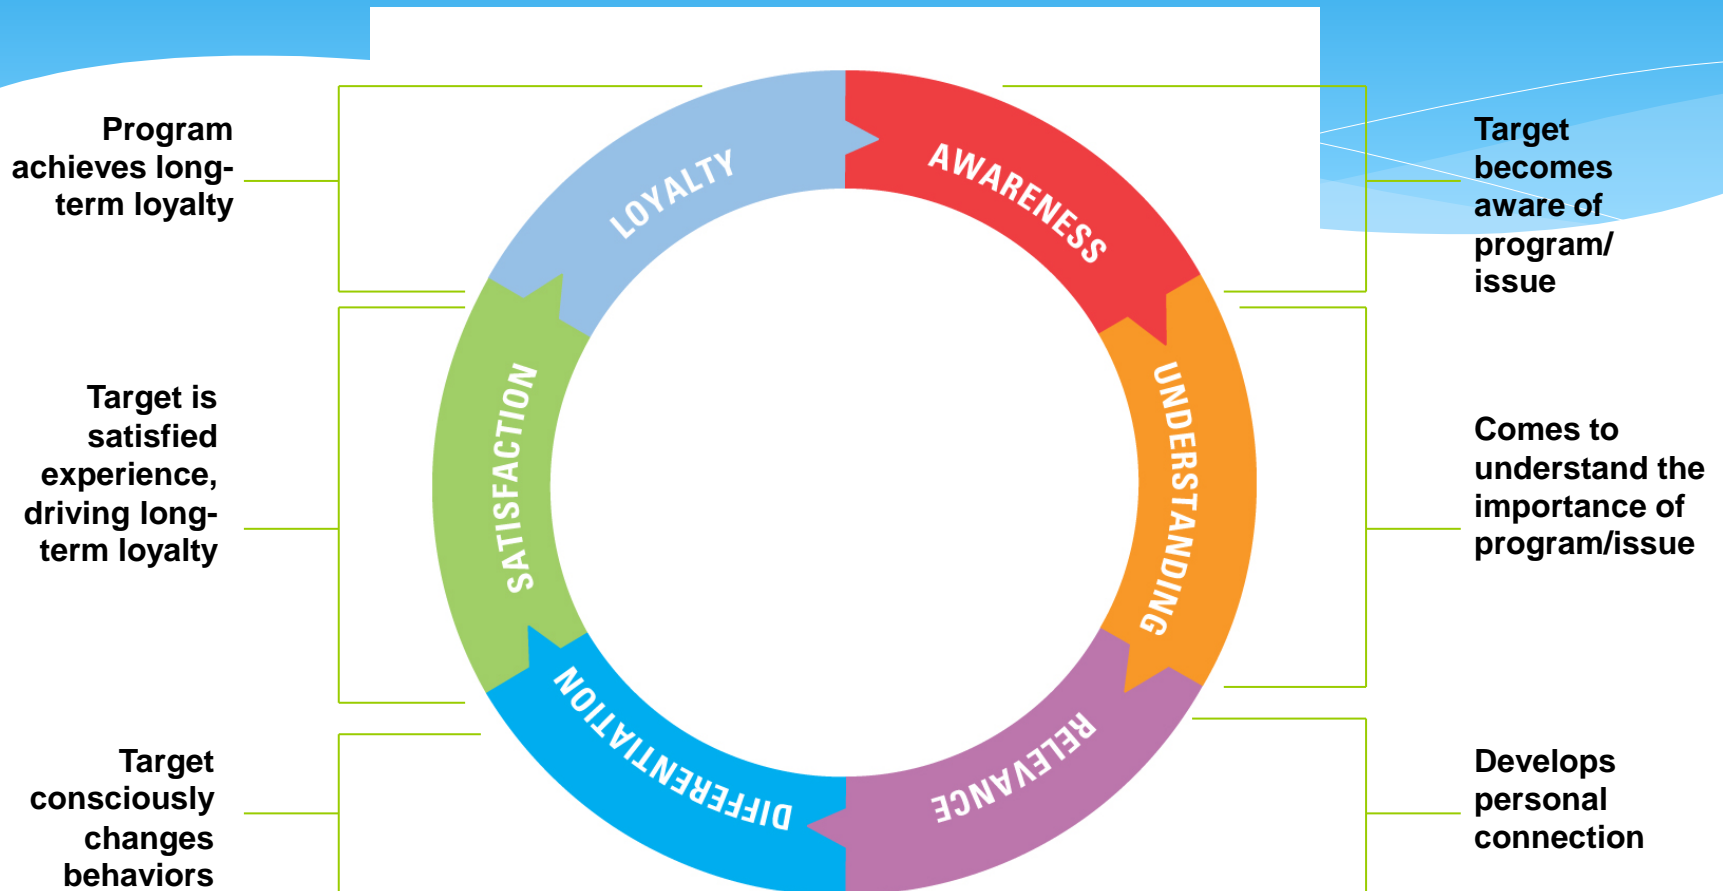 Program
achieves long-
term loyalty
LOYALTY
AWARENESS
Target
becomes
aware of
program/
issue
Target is
satisfied
experience,
driving long-
term loyalty
SATISFACTION
UNDERSTANDING
Comes to
understand the
importance of
program/issue
Target
consciously
changes
behaviors
DIFFERENTIATION
RELEVANCE
Develops
personal
connection